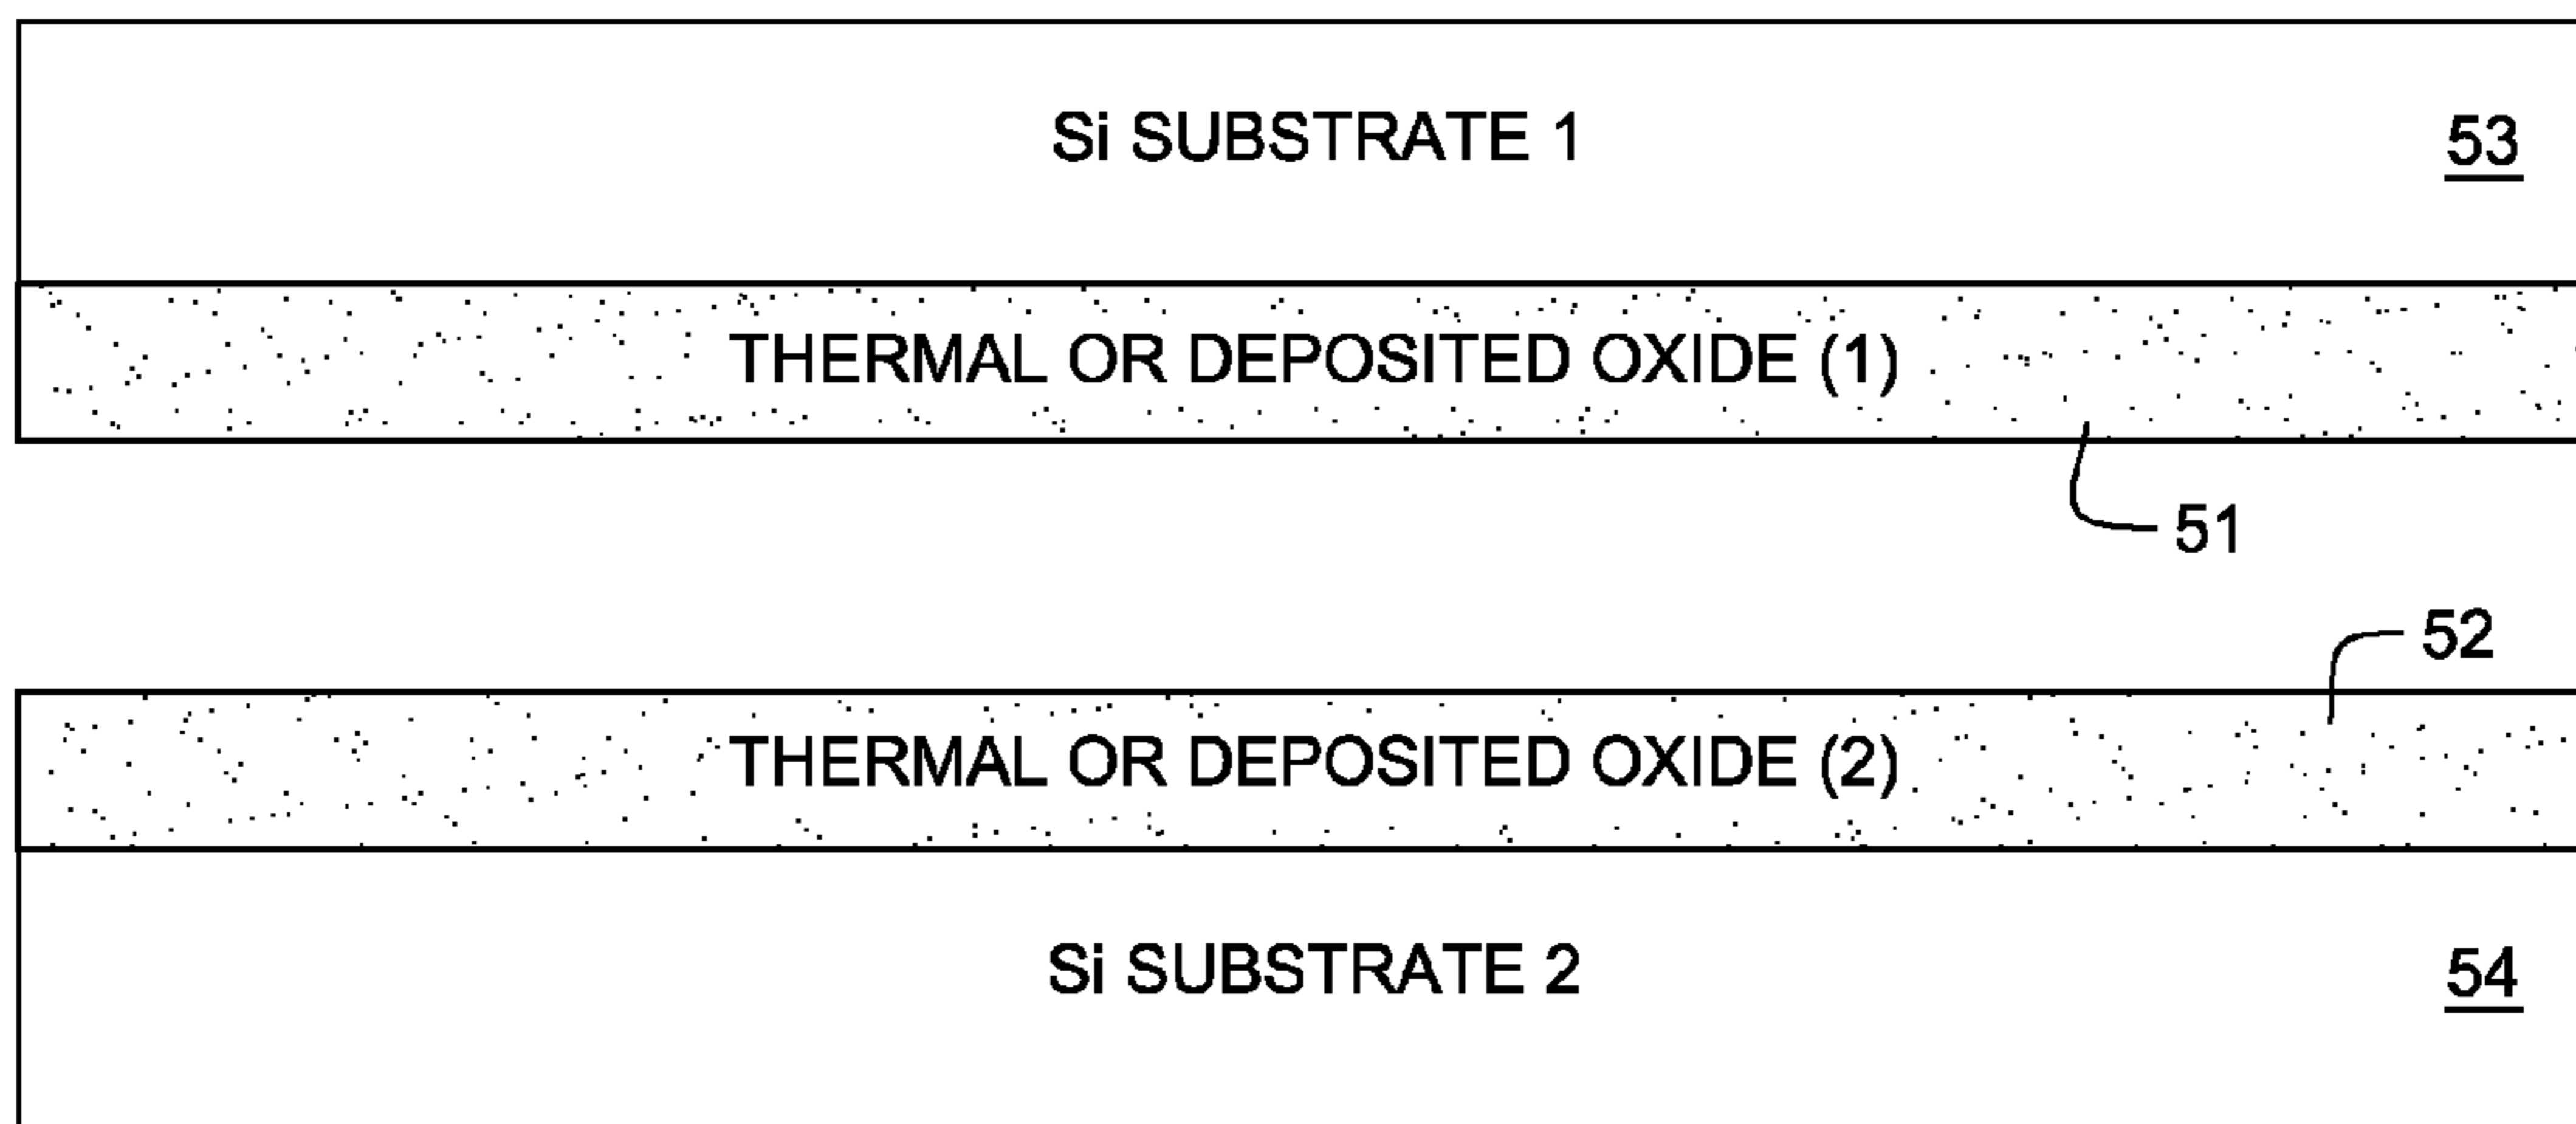 Si SUBSTRATE 1 53
THERMAL OR DEPOSITED OXIDE (1)
51
52
THERMAL OR DEPOSITED OXIDE (2)
Si SUBSTRATE 2 54